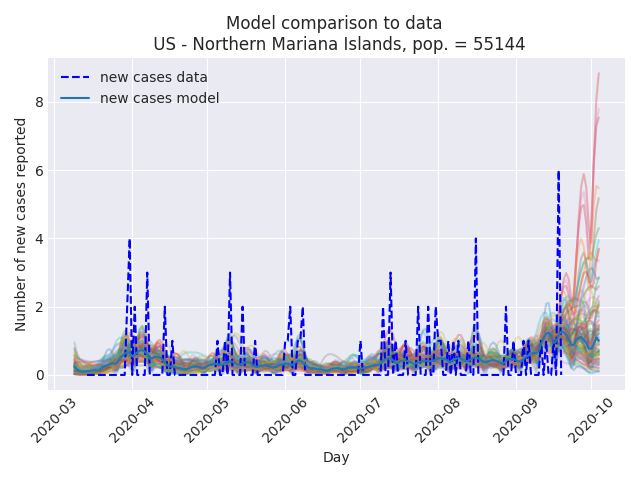 Model comparison to data
US - Northern Mariana Islands, pop. = 55144
new cases data
new cases model
Number of new cases reported
8
6
4
2
0
2020-03
2020-04
2020-05
2020-06
2020-07
2020-08
2020-09
2020-10
Day